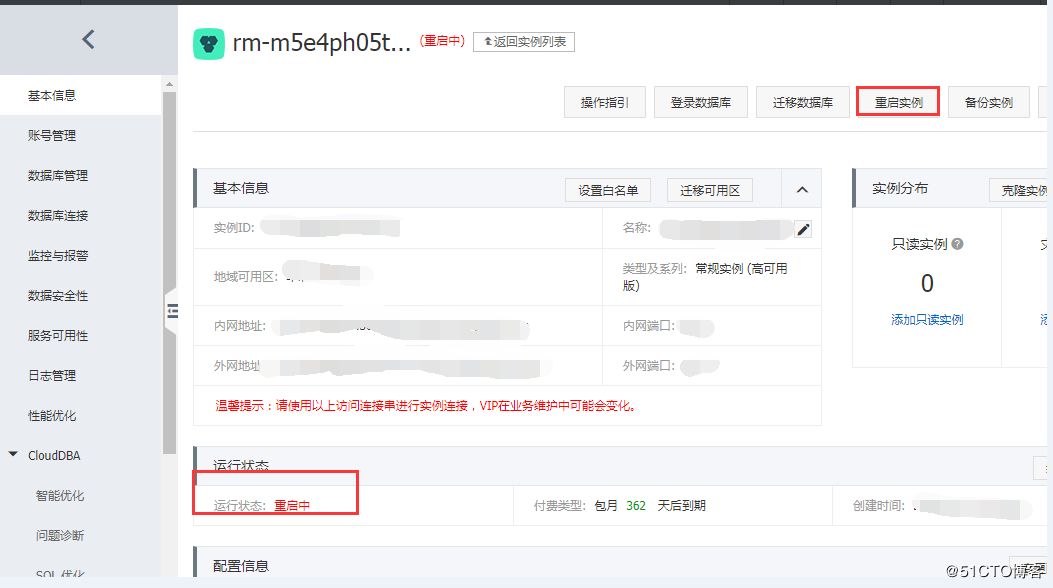 rm-m5e4ph05t... (重启中) 返回实例列表
操作指引 登录数据库 迁移数据库 重启实例 备份实例
基本信息
账号管理
数据库管理
数据库连接
监控与报警
数据安全性
服务可用性
日志管理
性能优化
CloudDBA
智能优化
问题诊断
SQL 优化
基本信息 设置白名单 迁移可用区
实例ID: 名称:
地域可用区: 类型及系列: 常规实例 (高可用
版)
内网地址: 内网端口:
外网地址 外网端口:
温馨提示：请使用以上访问连接串进行实例连接，VIP在业务维护中可能会变化。
实例分布 克隆实例
只读实例
0
添加只读实例
运行状态
运行状态: 重启中 付费类型: 包月 362 天后到期 创建时间:
配置信息
@51CTO博客